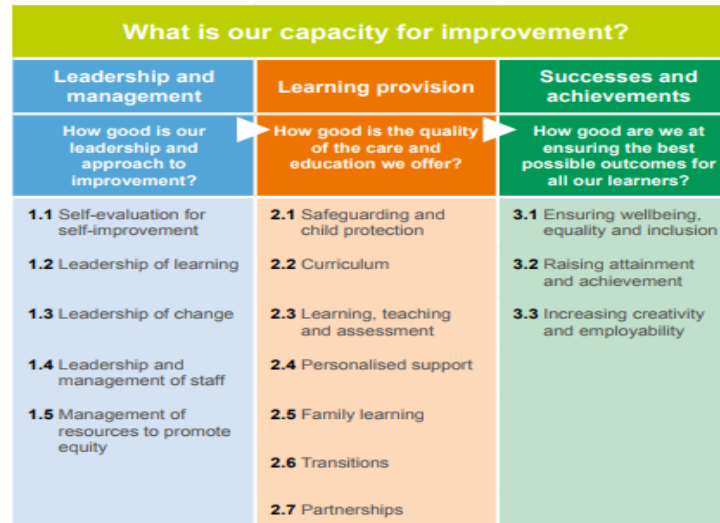 What is our capacity for improvement?
Leadership and
management
How good is our
leadership and
approach to
improvement?
1.1 Self-evaluation for
self-improvement
1.2 Leadership of learning
1.3 Leadership of change
1.4 Leadership and
management of staff
1.5 Management of
resources to promote
equity
Learning provision
How good is the quality
of the care and
education we offer?
2.1 Safeguarding and
child protection
2.2 Curriculum
2.3 Learning, teaching
and assessment
2.4 Personalised support
2.5 Family learning
2.6 Transitions
2.7 Partnerships
Successes and
achievements
How good are we at
ensuring the best
possible outcomes for
all our learners?
3.1 Ensuring wellbeing,
equality and inclusion
3.2 Raising attainment
and achievement
3.3 Increasing creativity
and employability